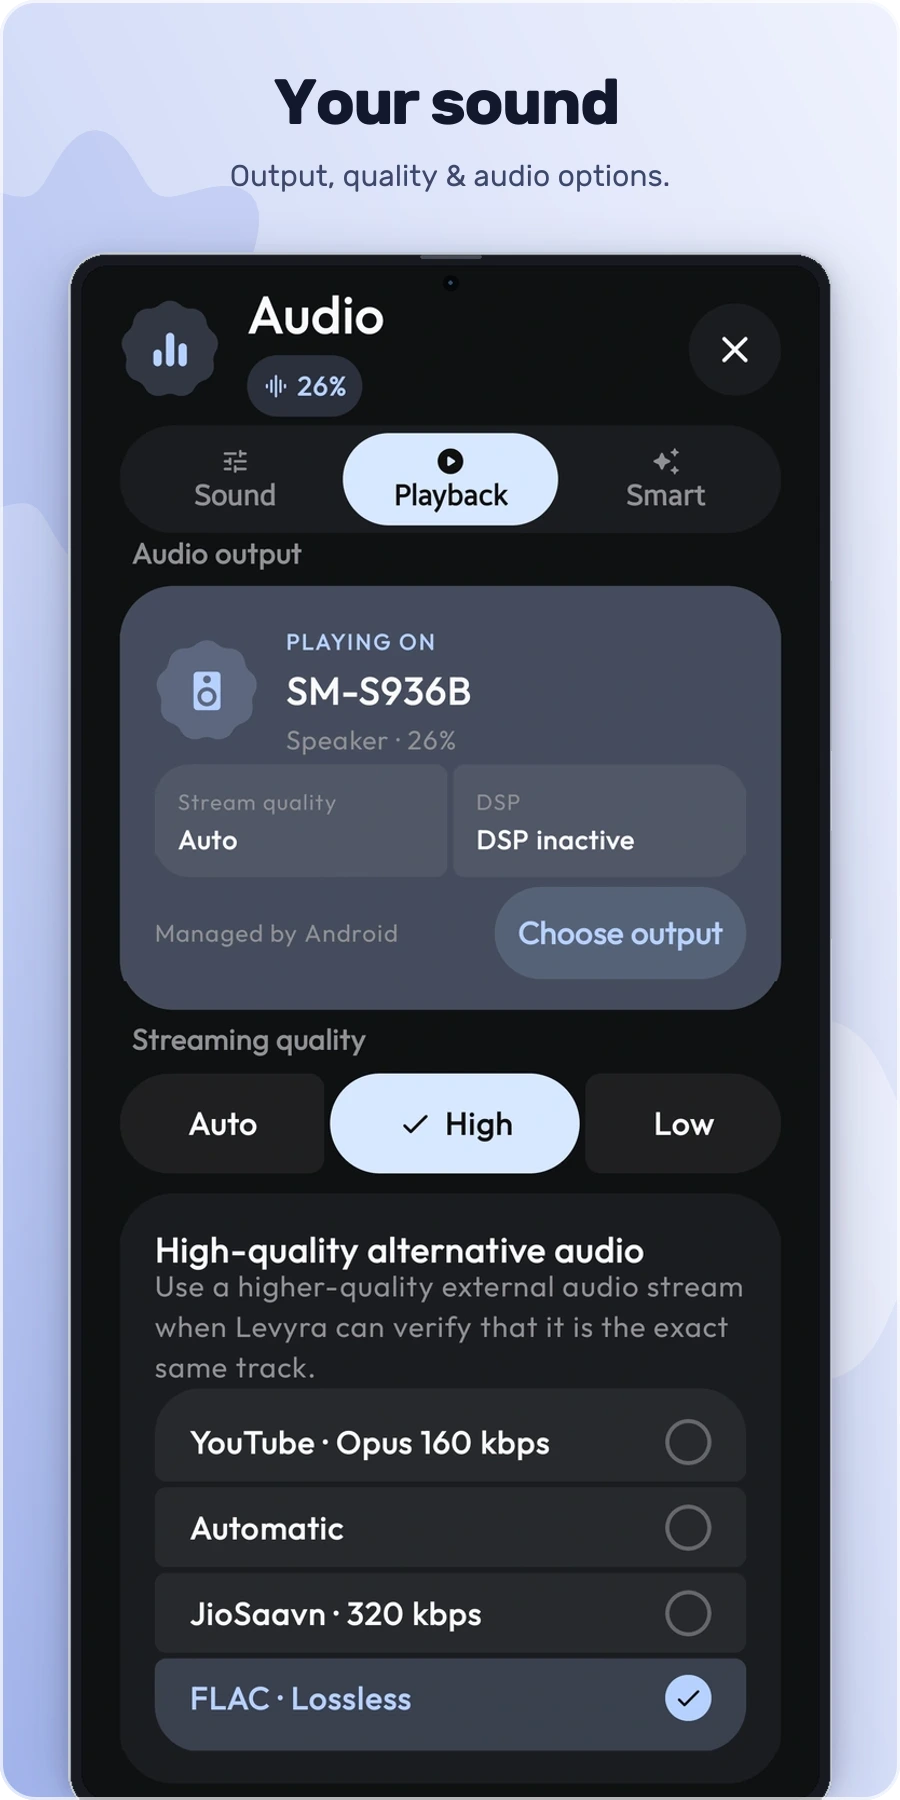 Your sound
Output, quality & audio options.
Audio
26%
Sound
Playback
Smart
Audio output
PLAYING ON
SM-S936B
Speaker · 26%
Stream quality
Auto
DSP
DSP inactive
Managed by Android
Choose output
Streaming quality
Auto
High
Low
High-quality alternative audio
Use a higher-quality external audio stream
when Levyra can verify that it is the exact
same track.
YouTube · Opus 160 kbps
Automatic
JioSaavn · 320 kbps
FLAC · Lossless